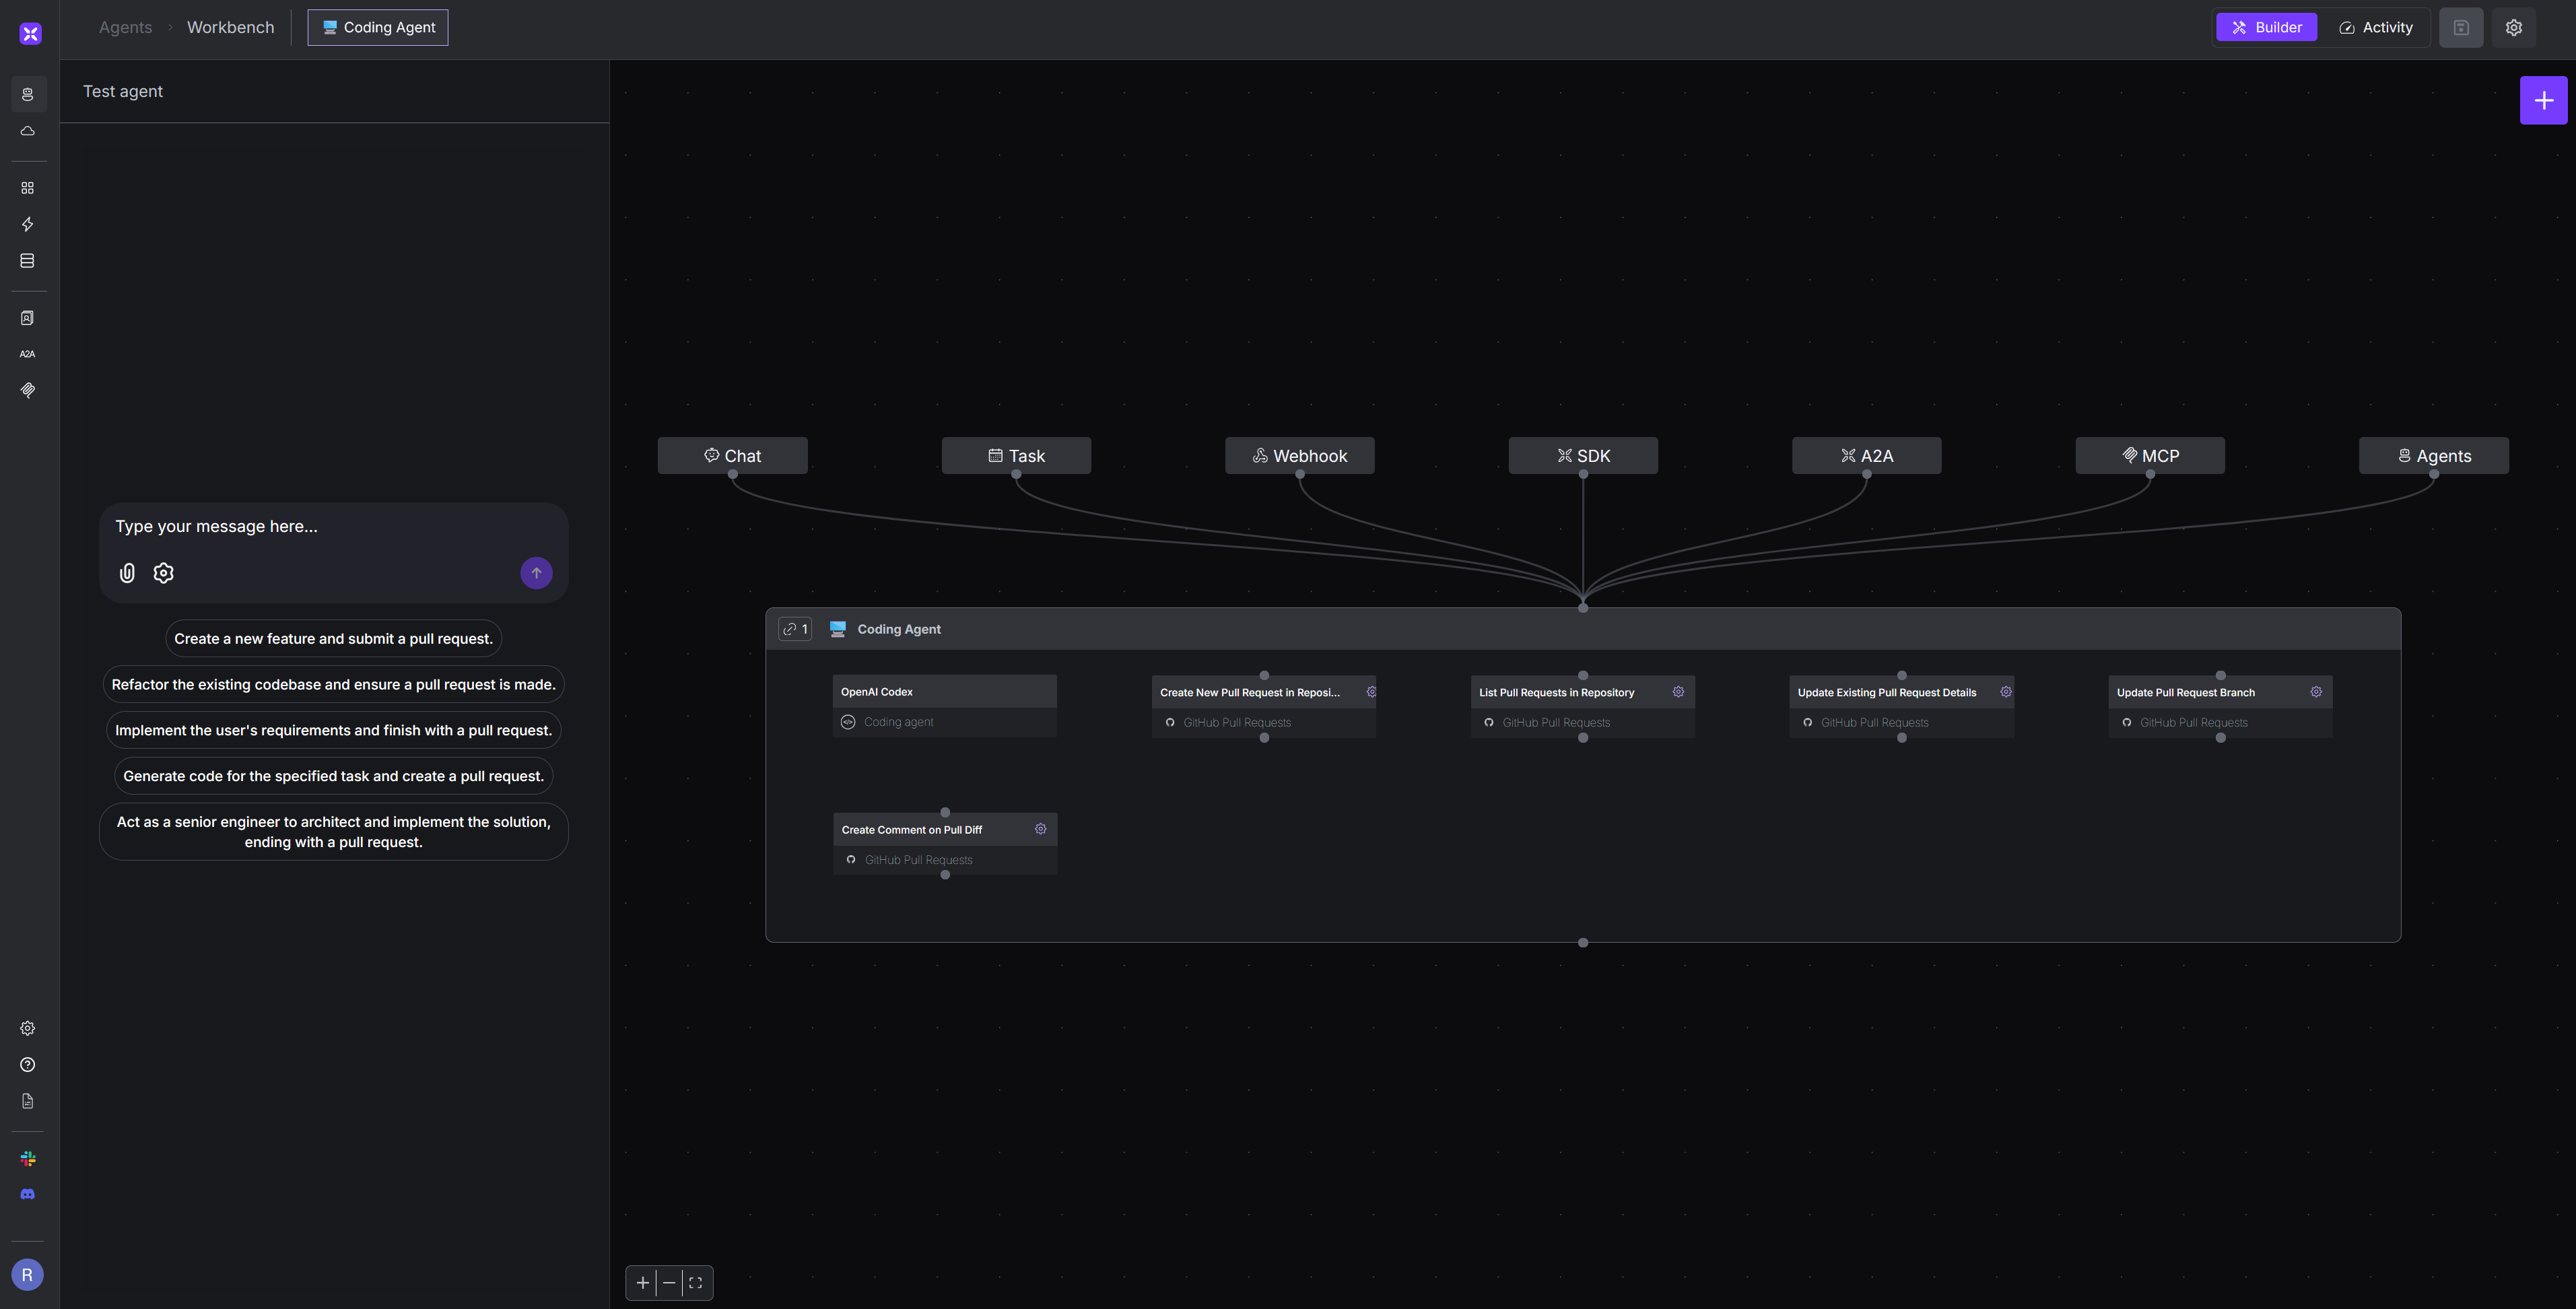 Agents
Workbench
Coding Agent
Builder
Activity
Test agent
A2A
Chat
Task
Webhook
SDK
A2A
MCP
Agents
Type your message here...
Create a new feature and submit a pull request.
Refactor the existing codebase and ensure a pull request is made.
Implement the user's requirements and finish with a pull request.
Generate code for the specified task and create a pull request.
Act as a senior engineer to architect and implement the solution,
ending with a pull request.
1
Coding Agent
OpenAI Codex
Coding agent
Create New Pull Request in Reposi...
GitHub Pull Requests
List Pull Requests in Repository
GitHub Pull Requests
Update Existing Pull Request Details
GitHub Pull Requests
Update Pull Request Branch
GitHub Pull Requests
Create Comment on Pull Diff
GitHub Pull Requests
R